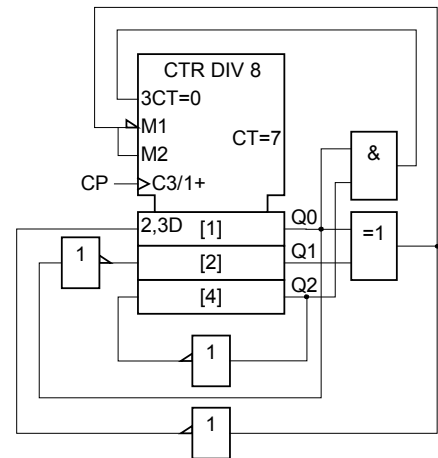 CTR DIV 8
3CT=0
M1
CT=7
M2
&
CP
C3/1+
2,3D
[1]
Q0
=1
1
[2]
Q1
[4]
Q2
1
1